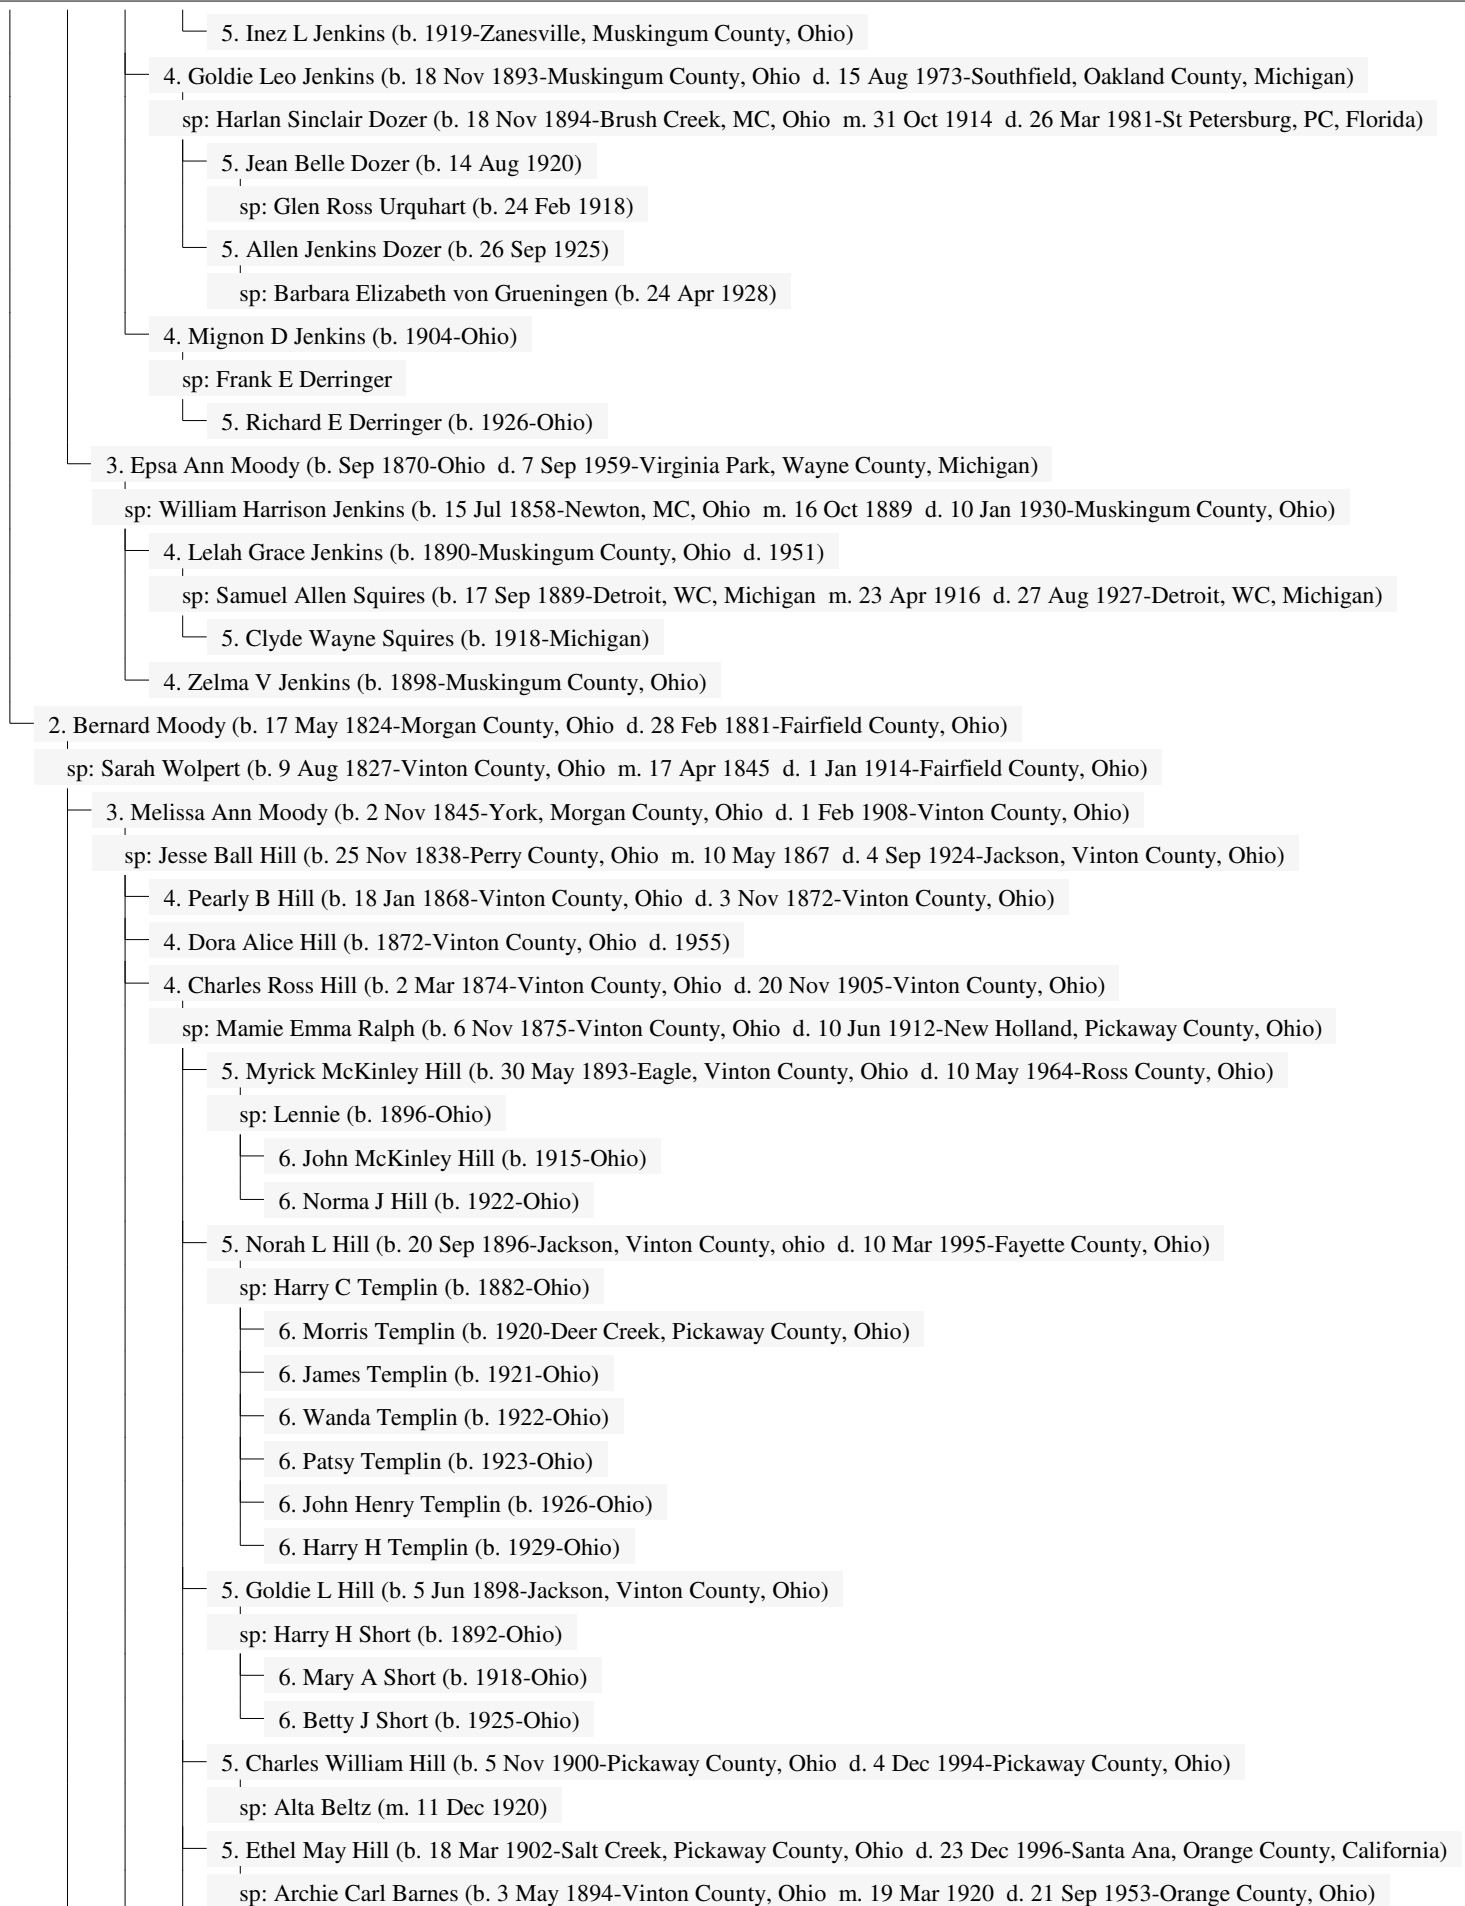 5. Inez L Jenkins (b. 1919-Zanesville, Muskingum County, Ohio)
4. Goldie Leo Jenkins (b. 18 Nov 1893-Muskingum County, Ohio d. 15 Aug 1973-Southfield, Oakland County, Michigan)
sp: Harlan Sinclair Dozer (b. 18 Nov 1894-Brush Creek, MC, Ohio m. 31 Oct 1914 d. 26 Mar 1981-St Petersburg, PC, Florida)
5. Jean Belle Dozer (b. 14 Aug 1920)
sp: Glen Ross Urquhart (b. 24 Feb 1918)
5. Allen Jenkins Dozer (b. 26 Sep 1925)
sp: Barbara Elizabeth von Grueningen (b. 24 Apr 1928)
4. Mignon D Jenkins (b. 1904-Ohio)
sp: Frank E Derringer
5. Richard E Derringer (b. 1926-Ohio)
3. Epsa Ann Moody (b. Sep 1870-Ohio d. 7 Sep 1959-Virginia Park, Wayne County, Michigan)
sp: William Harrison Jenkins (b. 15 Jul 1858-Newton, MC, Ohio m. 16 Oct 1889 d. 10 Jan 1930-Muskingum County, Ohio)
4. Lelah Grace Jenkins (b. 1890-Muskingum County, Ohio d. 1951)
sp: Samuel Allen Squires (b. 17 Sep 1889-Detroit, WC, Michigan m. 23 Apr 1916 d. 27 Aug 1927-Detroit, WC, Michigan)
5. Clyde Wayne Squires (b. 1918-Michigan)
4. Zelma V Jenkins (b. 1898-Muskingum County, Ohio)
2. Bernard Moody (b. 17 May 1824-Morgan County, Ohio d. 28 Feb 1881-Fairfield County, Ohio)
sp: Sarah Wolpert (b. 9 Aug 1827-Vinton County, Ohio m. 17 Apr 1845 d. 1 Jan 1914-Fairfield County, Ohio)
3. Melissa Ann Moody (b. 2 Nov 1845-York, Morgan County, Ohio d. 1 Feb 1908-Vinton County, Ohio)
sp: Jesse Ball Hill (b. 25 Nov 1838-Perry County, Ohio m. 10 May 1867 d. 4 Sep 1924-Jackson, Vinton County, Ohio)
4. Pearly B Hill (b. 18 Jan 1868-Vinton County, Ohio d. 3 Nov 1872-Vinton County, Ohio)
4. Dora Alice Hill (b. 1872-Vinton County, Ohio d. 1955)
4. Charles Ross Hill (b. 2 Mar 1874-Vinton County, Ohio d. 20 Nov 1905-Vinton County, Ohio)
sp: Mamie Emma Ralph (b. 6 Nov 1875-Vinton County, Ohio d. 10 Jun 1912-New Holland, Pickaway County, Ohio)
5. Myrick McKinley Hill (b. 30 May 1893-Eagle, Vinton County, Ohio d. 10 May 1964-Ross County, Ohio)
sp: Lennie (b. 1896-Ohio)
6. John McKinley Hill (b. 1915-Ohio)
6. Norma J Hill (b. 1922-Ohio)
5. Norah L Hill (b. 20 Sep 1896-Jackson, Vinton County, ohio d. 10 Mar 1995-Fayette County, Ohio)
sp: Harry C Templin (b. 1882-Ohio)
6. Morris Templin (b. 1920-Deer Creek, Pickaway County, Ohio)
6. James Templin (b. 1921-Ohio)
6. Wanda Templin (b. 1922-Ohio)
6. Patsy Templin (b. 1923-Ohio)
6. John Henry Templin (b. 1926-Ohio)
6. Harry H Templin (b. 1929-Ohio)
5. Goldie L Hill (b. 5 Jun 1898-Jackson, Vinton County, Ohio)
sp: Harry H Short (b. 1892-Ohio)
6. Mary A Short (b. 1918-Ohio)
6. Betty J Short (b. 1925-Ohio)
5. Charles William Hill (b. 5 Nov 1900-Pickaway County, Ohio d. 4 Dec 1994-Pickaway County, Ohio)
sp: Alta Beltz (m. 11 Dec 1920)
5. Ethel May Hill (b. 18 Mar 1902-Salt Creek, Pickaway County, Ohio d. 23 Dec 1996-Santa Ana, Orange County, California)
sp: Archie Carl Barnes (b. 3 May 1894-Vinton County, Ohio m. 19 Mar 1920 d. 21 Sep 1953-Orange County, Ohio)